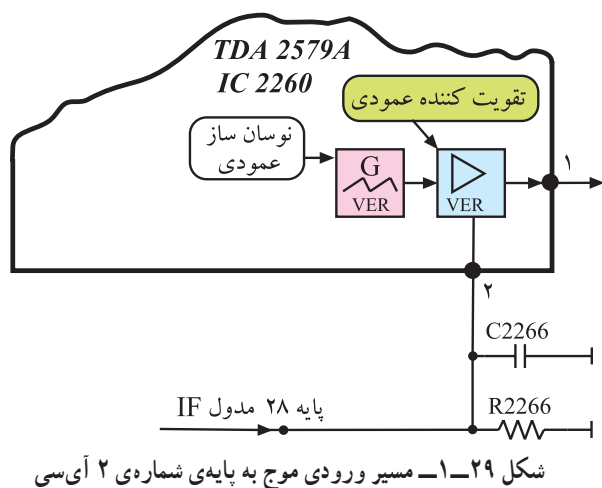 TDA 2579A
IC 2260
تقویت کننده عمودی
نوسان ساز
عمودی
G
VER
VER
۱
۲
C2266
R2266
پایه ۲۸ مدول IF
شکل ۲۹ــ۱ــ مسیر ورودی موج به پایه‌ی شماره‌ی ۲ آی‌سی